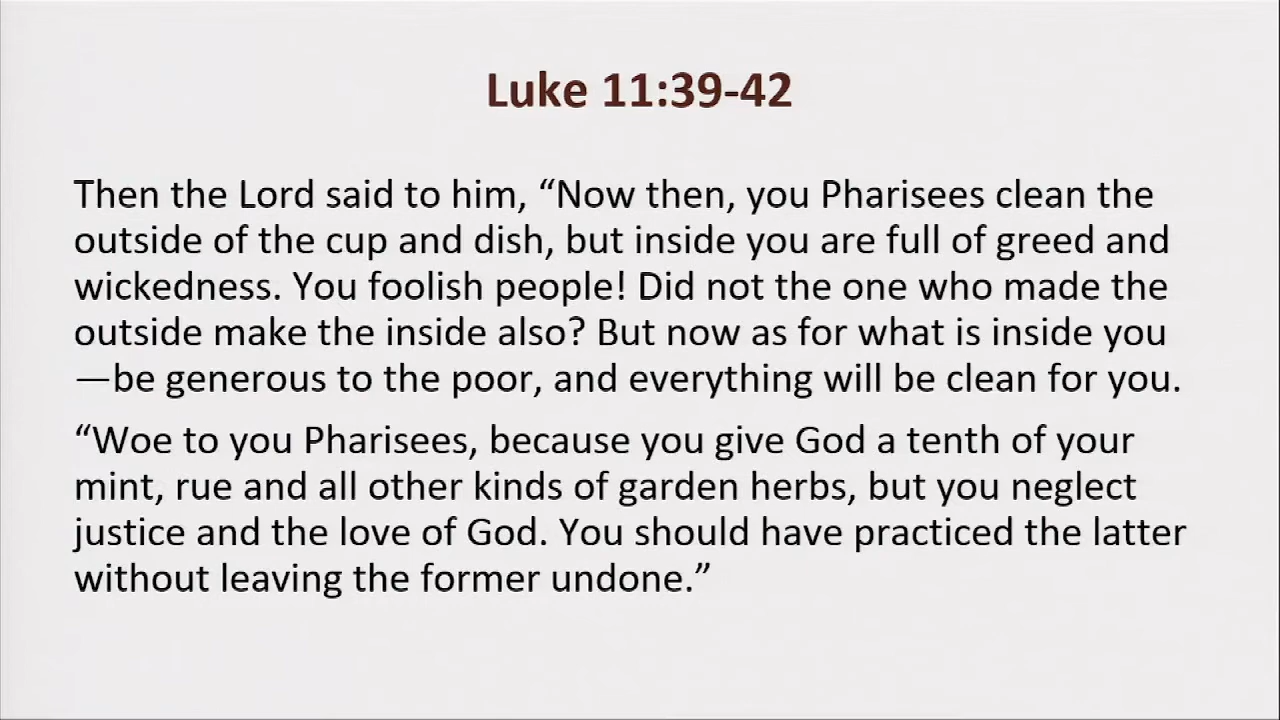 Luke 11:39-42
Then the Lord said to him, “Now then, you Pharisees clean the
outside of the cup and dish, but inside you are full of greed and
wickedness. You foolish people! Did not the one who made the
outside make the inside also? But now as for what is inside you
—be generous to the poor, and everything will be clean for you.
“Woe to you Pharisees, because you give God a tenth of your
mint, rue and all other kinds of garden herbs, but you neglect
justice and the love of God. You should have practiced the latter
without leaving the former undone.”